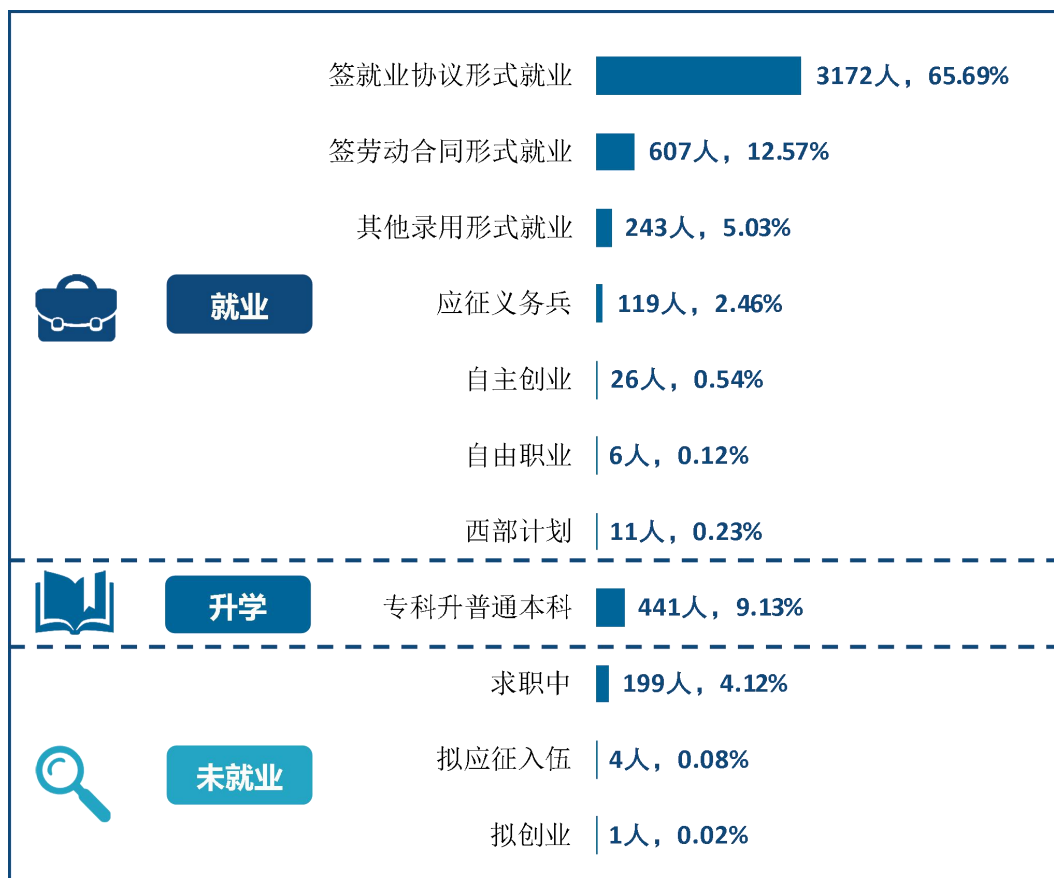 签就业协议形式就业 3172人，65.69%
签劳动合同形式就业 607人，12.57%
其他录用形式就业 243人，5.03%
就业 应征义务兵 119人，2.46%
自主创业 26人，0.54%
自由职业 6人，0.12%
西部计划 11人，0.23%
升学 专科升普通本科 441人，9.13%
求职中 199人，4.12%
未就业 拟应征入伍 4人，0.08%
拟创业 1人，0.02%